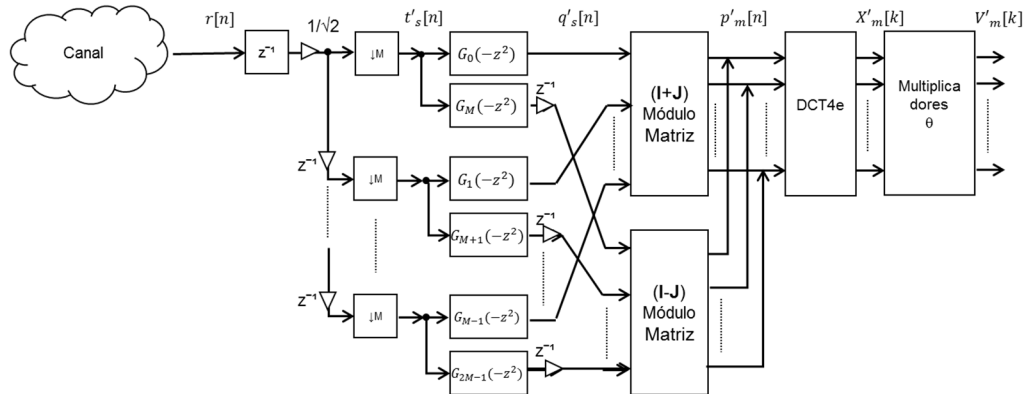 r[n]
t′ₛ[n]
q′ₛ[n]
p′ₘ[n]
X′ₘ[k]
V′ₘ[k]
Canal
z⁻¹
1/√2
↓M
G₀(−z²)
G_M(−z²)
z⁻¹
(I+J)
Módulo
Matriz
DCT4e
Multiplica
dores
θ
z⁻¹
↓M
G₁(−z²)
G_{M+1}(−z²)
z⁻¹
(I-J)
Módulo
Matriz
z⁻¹
↓M
G_{M−1}(−z²)
G_{2M−1}(−z²)
z⁻¹